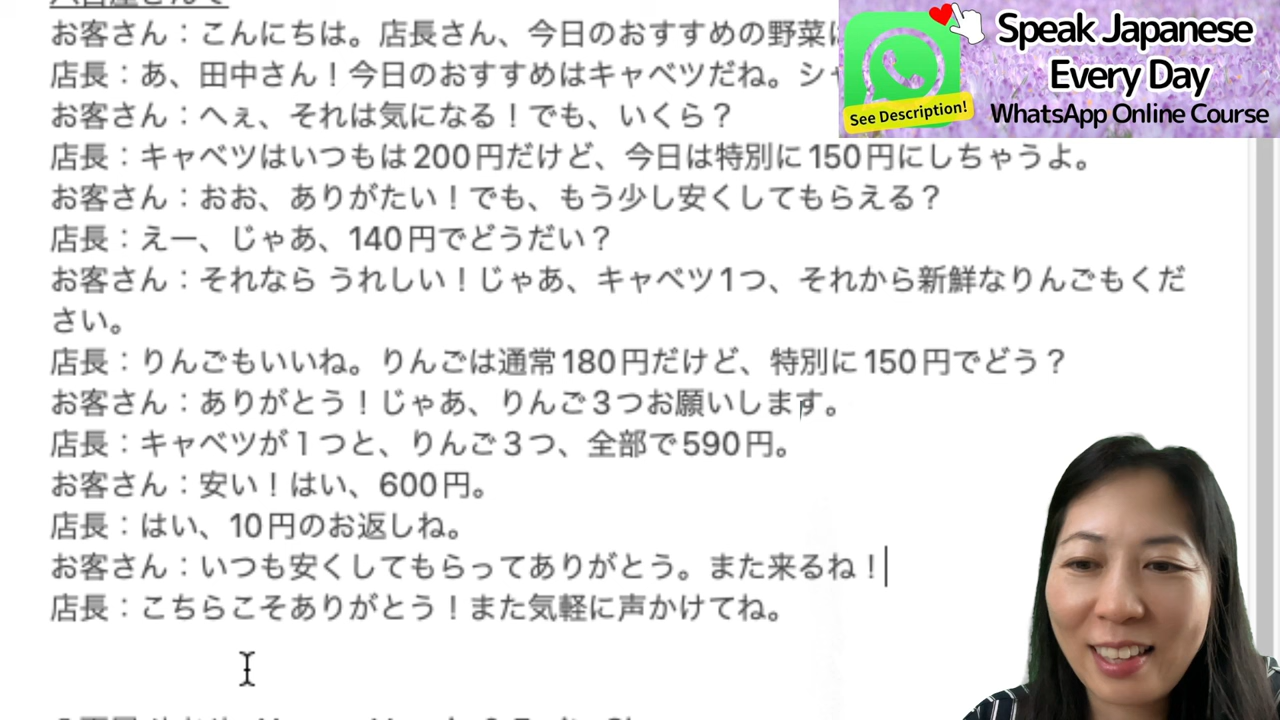 お客さん：こんにちは。店長さん、今日のおすすめの野菜は
店長：あ、田中さん！今日のおすすめはキャベツだね。シャ
お客さん：へぇ、それは気になる！でも、いくら？
店長：キャベツはいつもは200円だけど、今日は特別に150円にしちゃうよ。
お客さん：おお、ありがたい！でも、もう少し安くしてもらえる？
店長：えー、じゃあ、140円でどうだい？
お客さん：それなら うれしい！じゃあ、キャベツ1つ、それから新鮮なりんごもくだ
さい。
店長：りんごもいいね。りんごは通常180円だけど、特別に150円でどう？
お客さん：ありがとう！じゃあ、りんご3つお願いします。
店長：キャベツが１つと、りんご３つ、全部で590円。
お客さん：安い！はい、600円。
店長：はい、10円のお返しね。
お客さん：いつも安くしてもらってありがとう。また来るね！
店長：こちらこそありがとう！また気軽に声かけてね。
Speak Japanese
Every Day
WhatsApp Online Course
See Description!